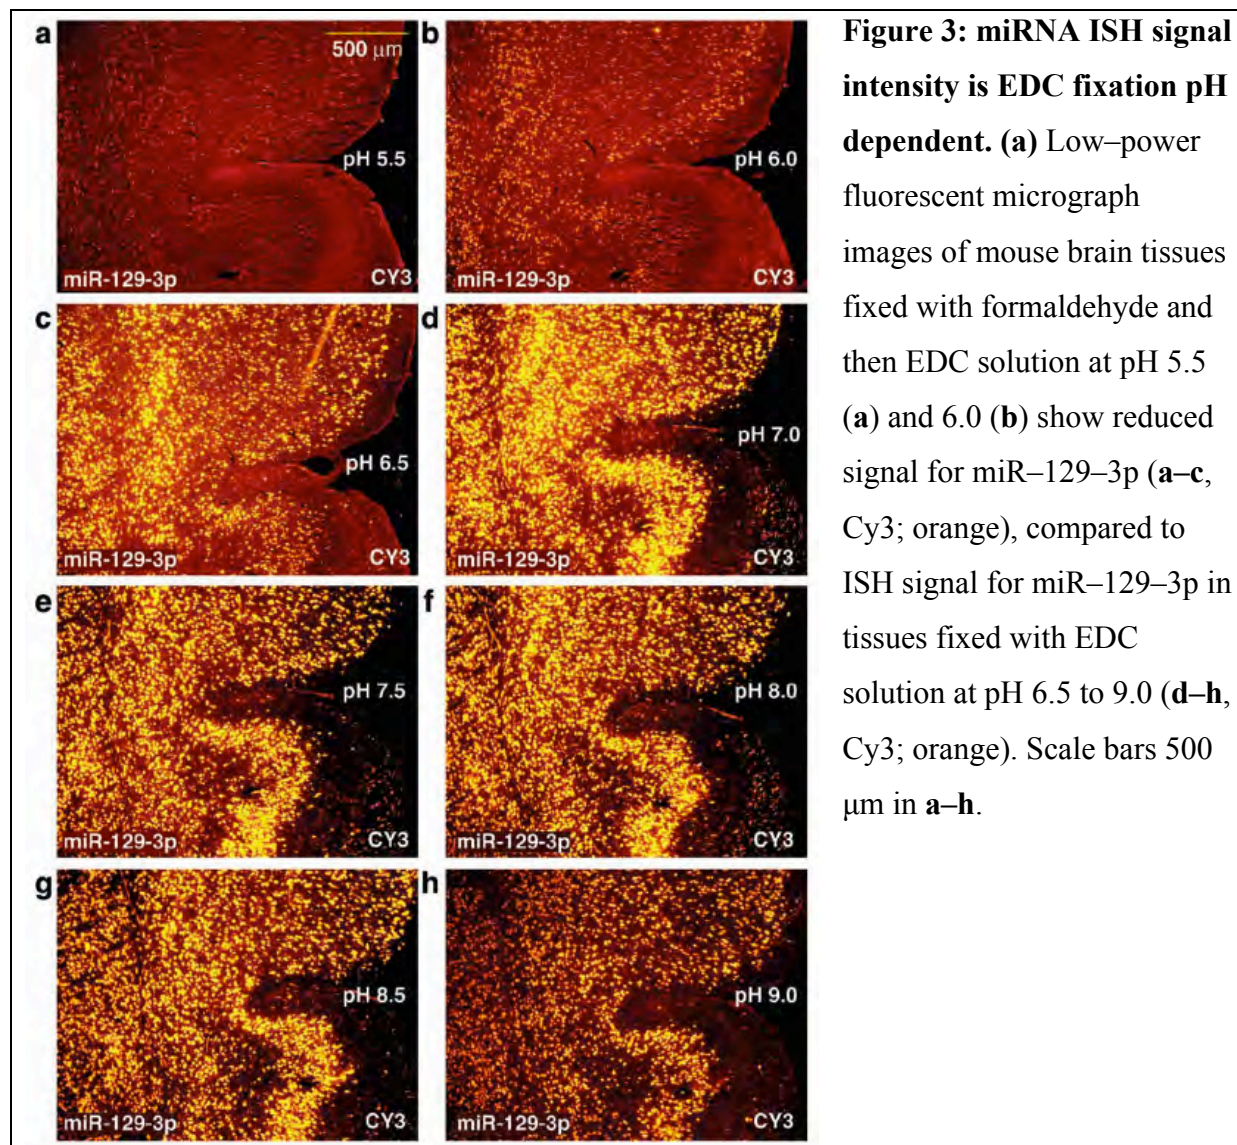 a
500 μm
pH 5.5
miR-129-3p
CY3
b
pH 6.0
miR-129-3p
CY3
c
pH 6.5
miR-129-3p
CY3
d
pH 7.0
miR-129-3p
CY3
e
pH 7.5
miR-129-3p
CY3
f
pH 8.0
miR-129-3p
CY3
g
pH 8.5
miR-129-3p
CY3
h
pH 9.0
miR-129-3p
CY3
Figure 3: miRNA ISH signal
intensity is EDC fixation pH
dependent. (a) Low–power
fluorescent micrograph
images of mouse brain tissues
fixed with formaldehyde and
then EDC solution at pH 5.5
(a) and 6.0 (b) show reduced
signal for miR–129–3p (a–c,
Cy3; orange), compared to
ISH signal for miR–129–3p in
tissues fixed with EDC
solution at pH 6.5 to 9.0 (d–h,
Cy3; orange). Scale bars 500
μm in a–h.